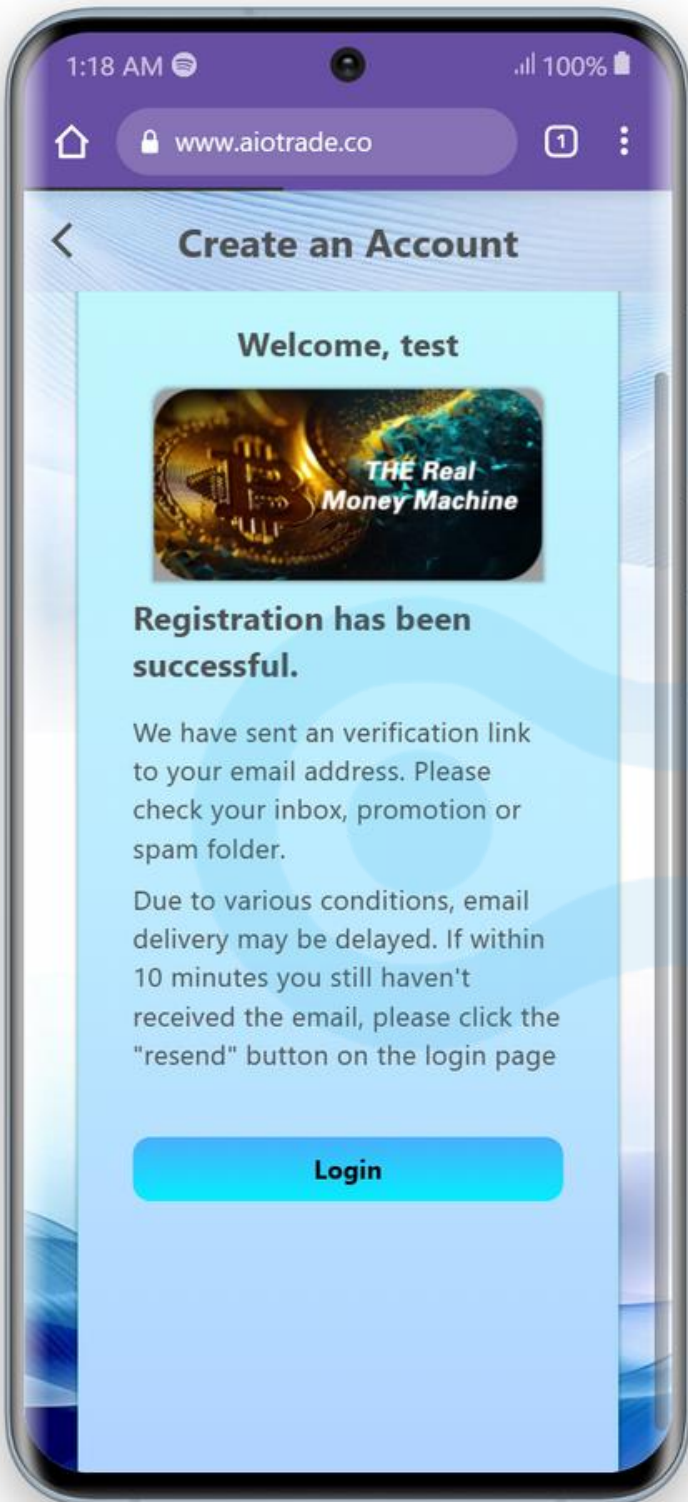 1:18 AM
100%
www.aiotrade.co
1
Create an Account
Welcome, test
THE Real
Money Machine
Registration has been
successful.
We have sent an verification link
to your email address. Please
check your inbox, promotion or
spam folder.
Due to various conditions, email
delivery may be delayed. If within
10 minutes you still haven't
received the email, please click the
"resend" button on the login page
Login